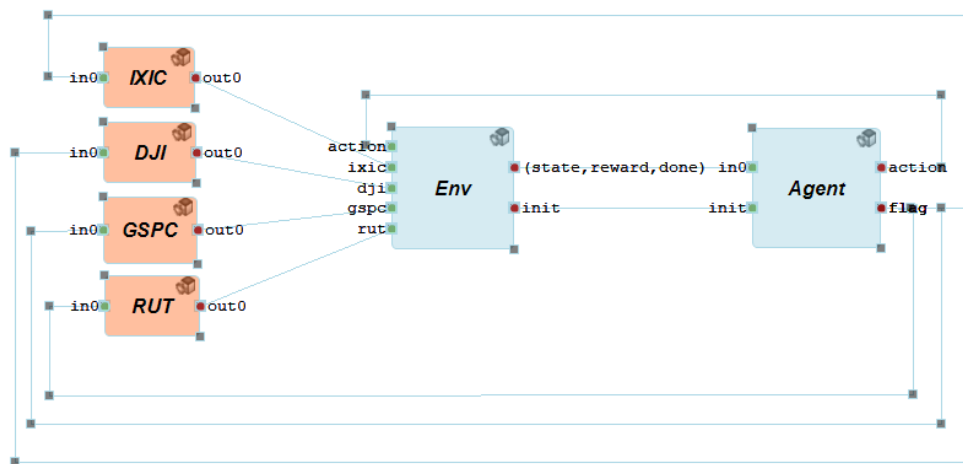 in0 IXIC out0
in0 DJI out0
in0 GSPC out0
in0 RUT out0
action
ixic
dji
gspc
rut
Env
(state,reward,done)
init
in0
init
Agent
action
flag